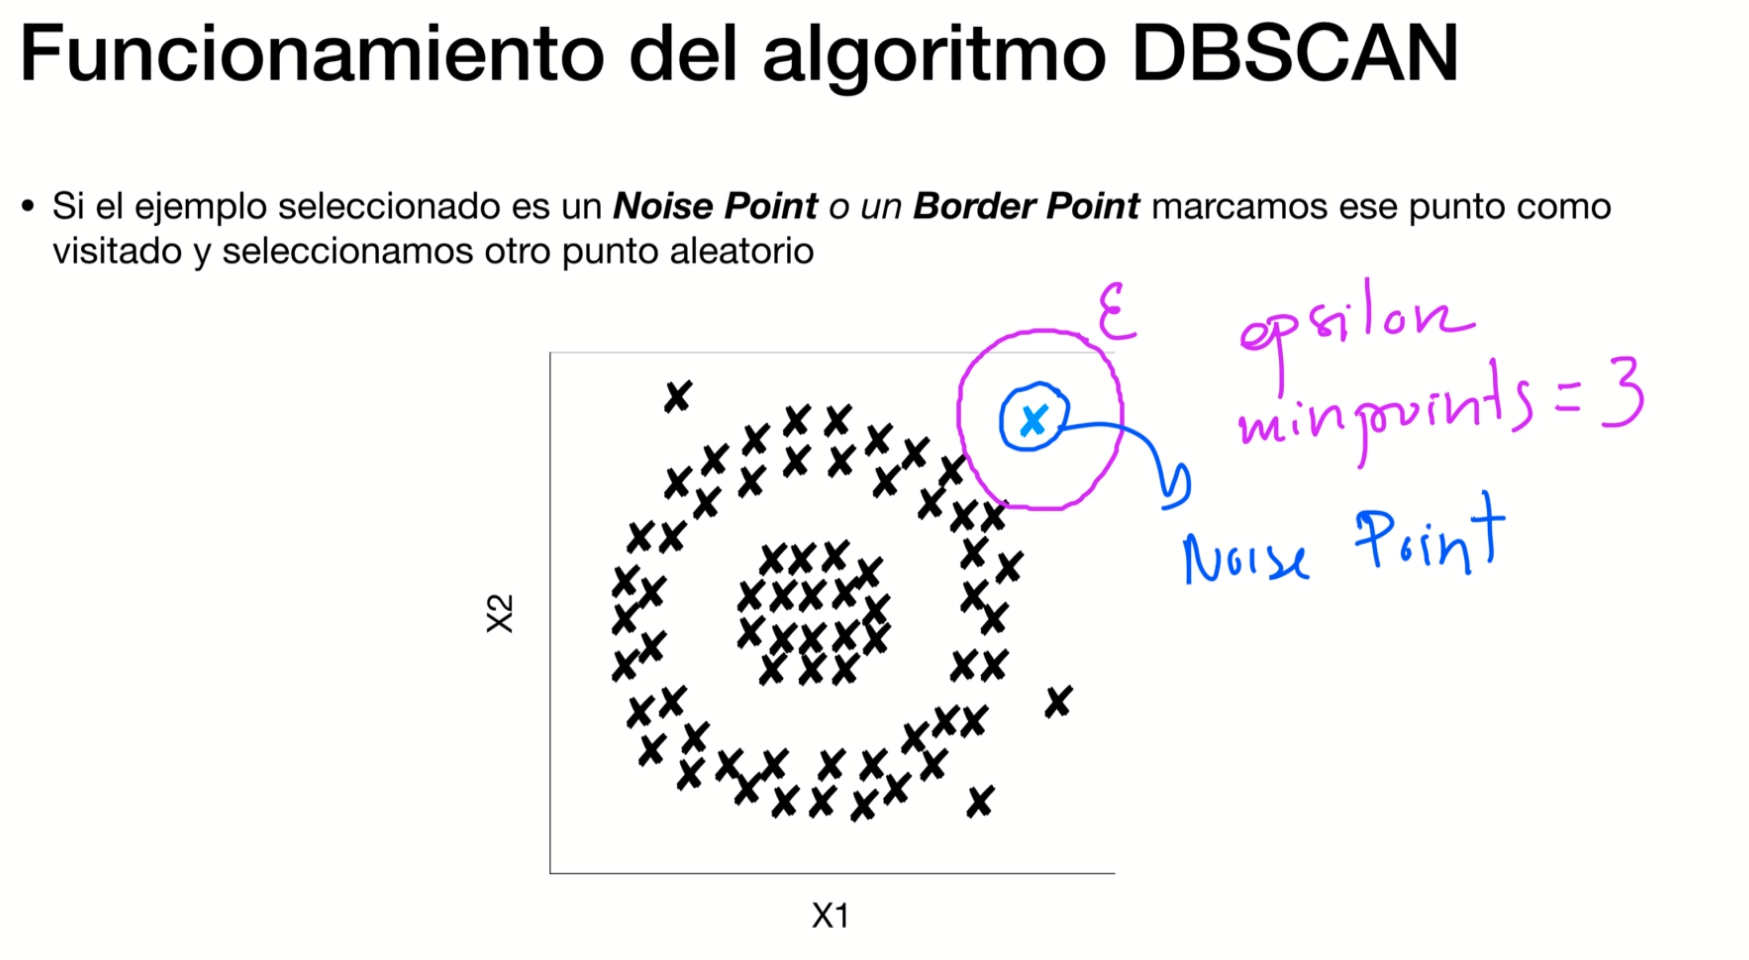 Funcionamiento del algoritmo DBSCAN
• Si el ejemplo seleccionado es un Noise Point o un Border Point marcamos ese punto como
visitado y seleccionamos otro punto aleatorio
ε
epsilon
minpoints = 3
Noise Point
X2
X1